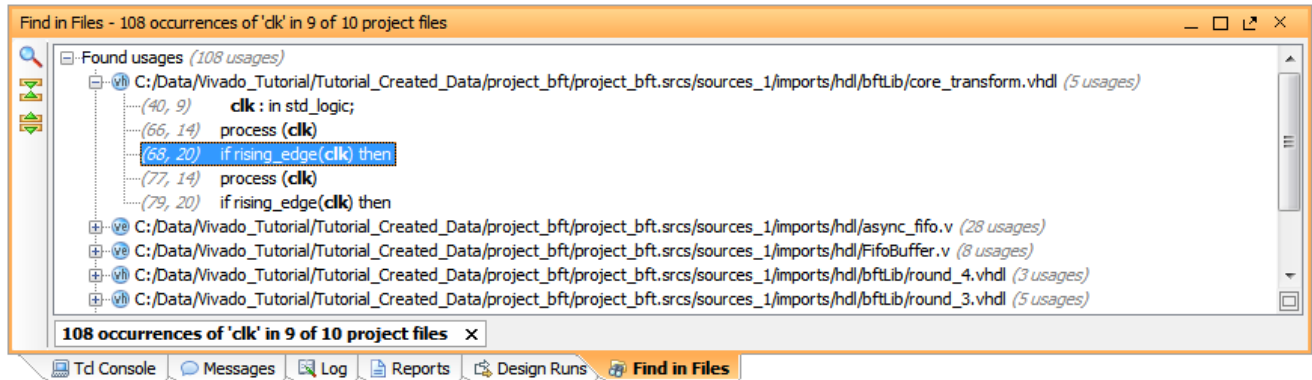 Find in Files - 108 occurrences of 'clk' in 9 of 10 project files
Found usages (108 usages)
vh C:/Data/Vivado_Tutorial/Tutorial_Created_Data/project_bft/project_bft.srcs/sources_1/imports/hdl/bftLib/core_transform.vhdl (5 usages)
(40, 9) clk : in std_logic;
(66, 14) process (clk)
(68, 20) if rising_edge(clk) then
(77, 14) process (clk)
(79, 20) if rising_edge(clk) then
ve C:/Data/Vivado_Tutorial/Tutorial_Created_Data/project_bft/project_bft.srcs/sources_1/imports/hdl/async_fifo.v (28 usages)
ve C:/Data/Vivado_Tutorial/Tutorial_Created_Data/project_bft/project_bft.srcs/sources_1/imports/hdl/FifoBuffer.v (8 usages)
vh C:/Data/Vivado_Tutorial/Tutorial_Created_Data/project_bft/project_bft.srcs/sources_1/imports/hdl/bftLib/round_4.vhdl (3 usages)
vh C:/Data/Vivado_Tutorial/Tutorial_Created_Data/project_bft/project_bft.srcs/sources_1/imports/hdl/bftLib/round_3.vhdl (5 usages)
108 occurrences of 'clk' in 9 of 10 project files
Tcl Console Messages Log Reports Design Runs Find in Files